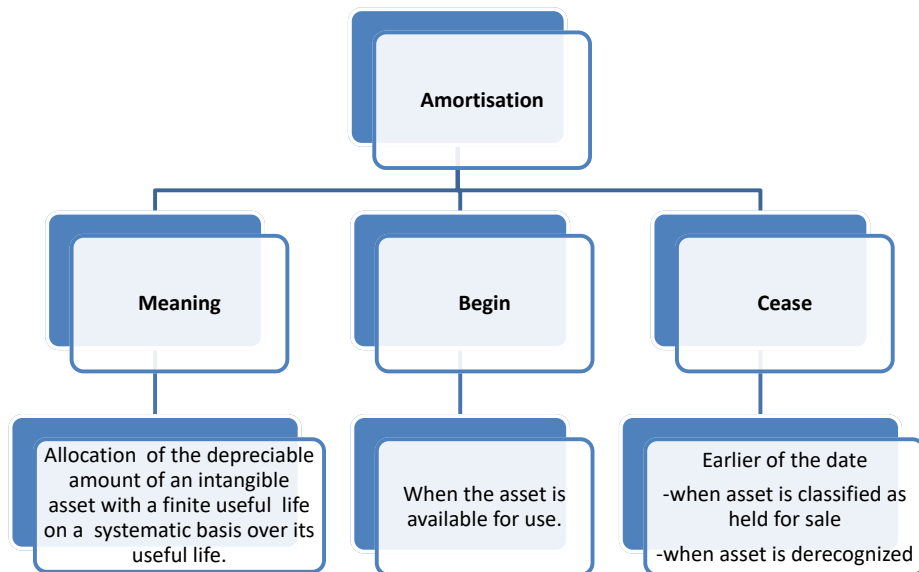 Amortisation
Meaning
Begin
Cease
Allocation of the depreciable
amount of an intangible
asset with a finite useful life
on a systematic basis over its
useful life.
When the asset is
available for use.
Earlier of the date
-when asset is classified as
held for sale
-when asset is derecognized